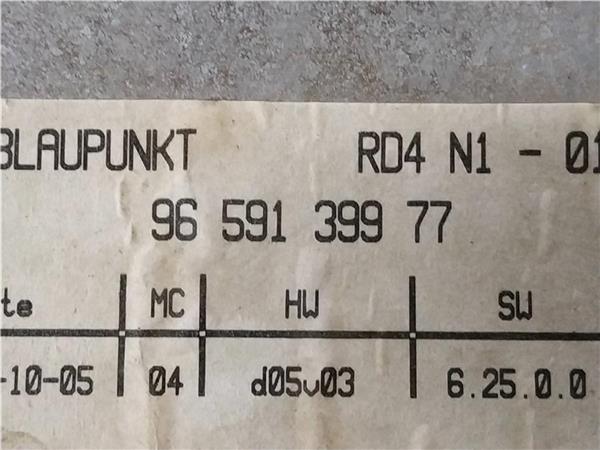 BLAUPUNKT RD4 N1 - 01
96 591 399 77
te MC HW SW
-10-05 04 d05v03 6.25.0.0